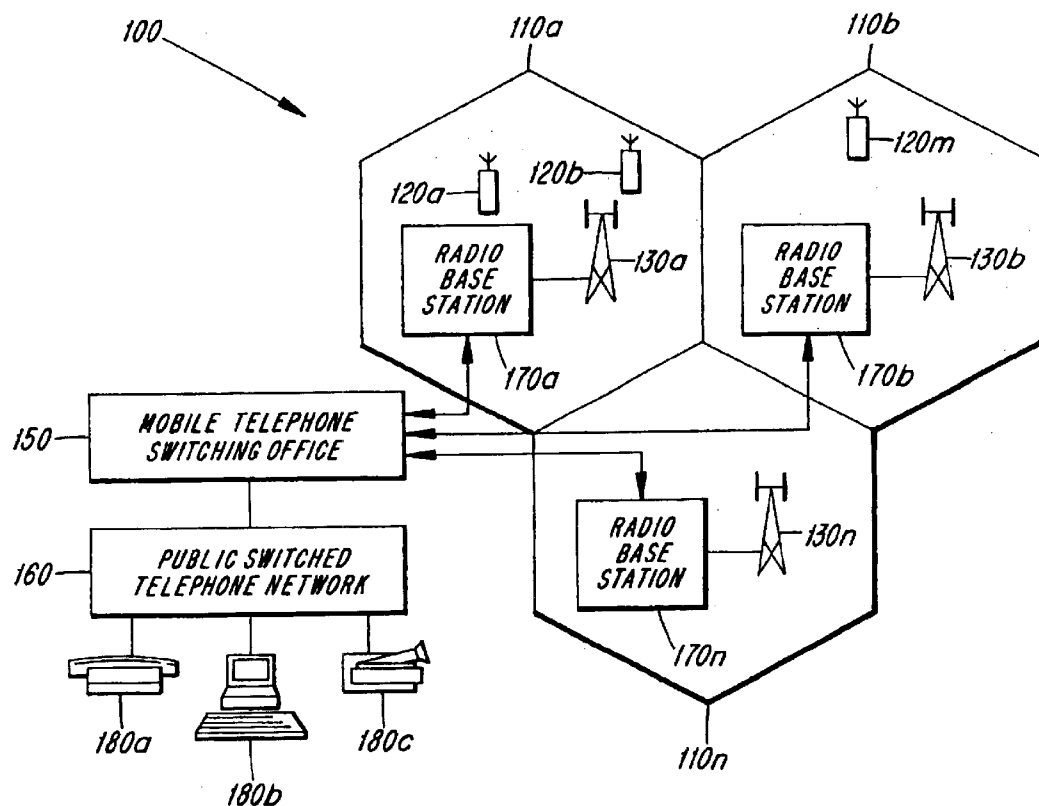 100
110a
110b
120a
120b
120m
RADIO
BASE
STATION
130a
RADIO
BASE
STATION
130b
170a
170b
150
MOBILE TELEPHONE
SWITCHING OFFICE
RADIO
BASE
STATION
130n
160
PUBLIC SWITCHED
TELEPHONE NETWORK
170n
180a
180b
180c
110n